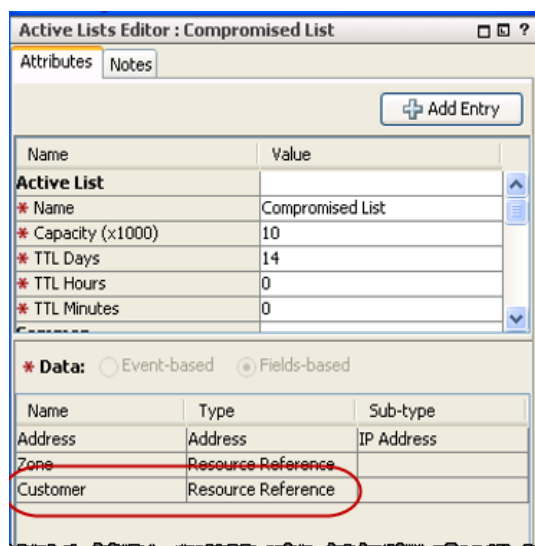 Active Lists Editor : Compromised List ?
Attributes Notes
Add Entry
Name Value
Active List
* Name Compromised List
* Capacity (x1000) 10
* TTL Days 14
* TTL Hours 0
* TTL Minutes 0
* Data: Event-based Fields-based
Name Type Sub-type
Address Address IP Address
Zone Resource Reference
Customer Resource Reference